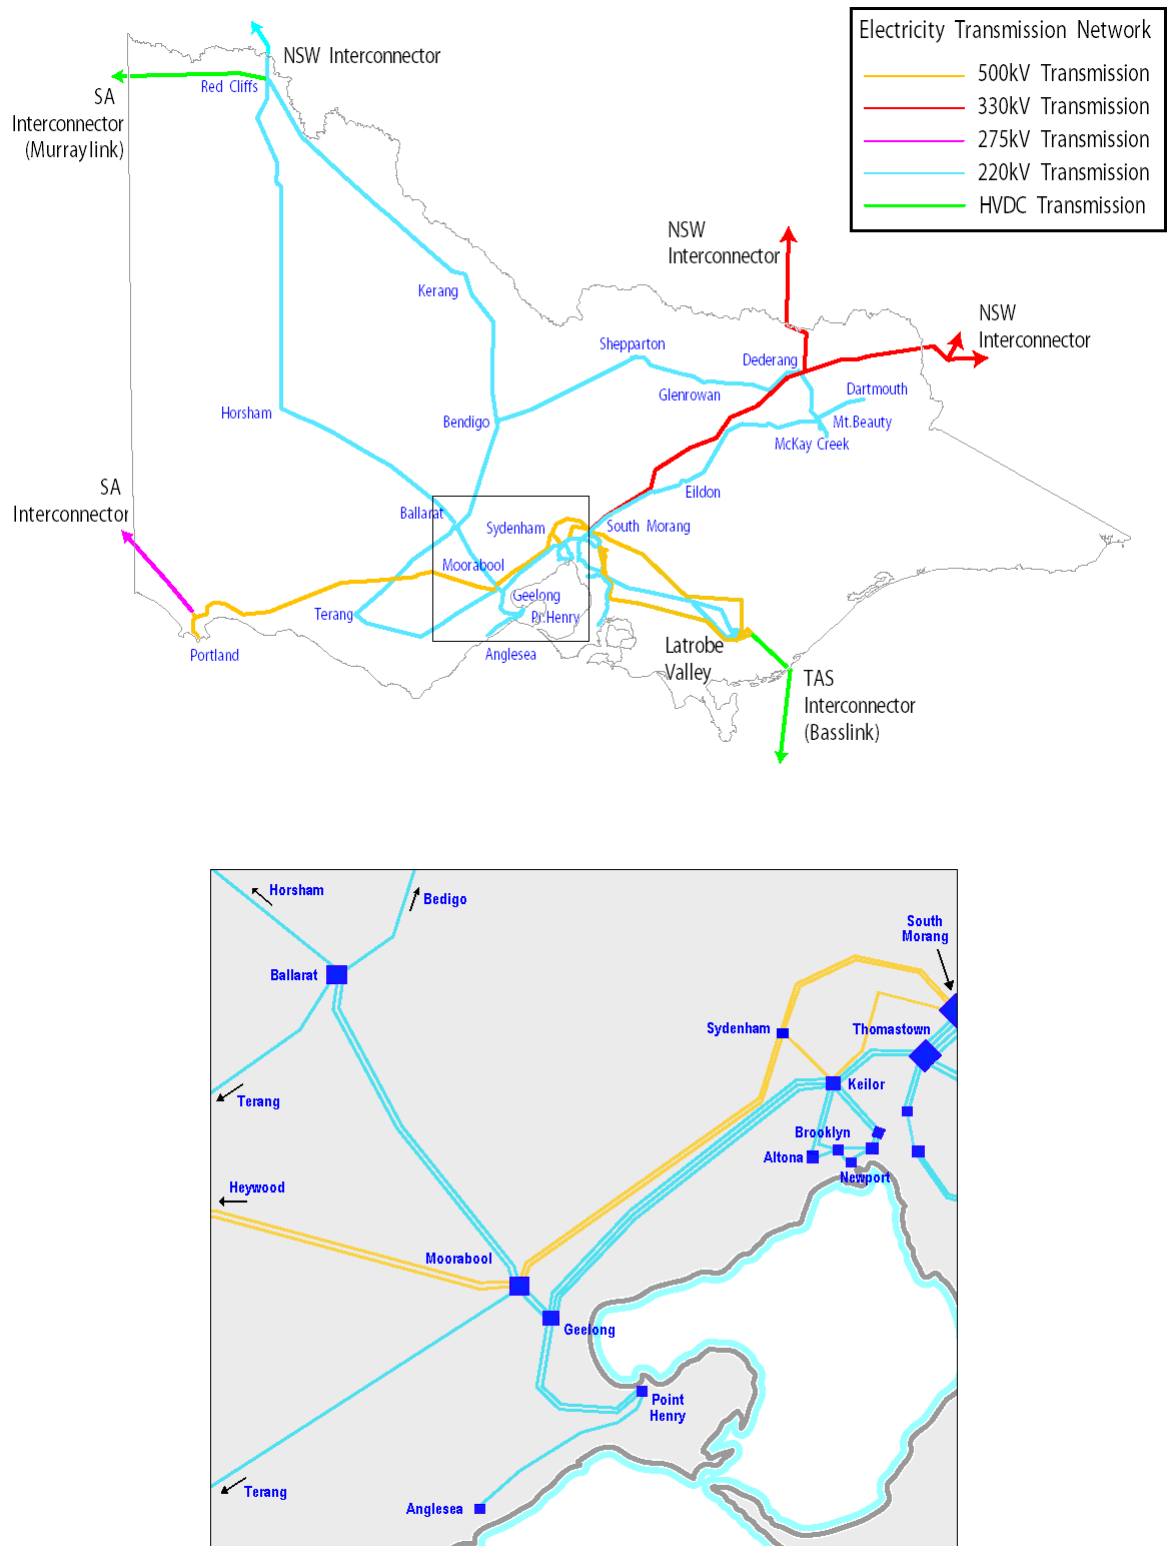 Electricity Transmission Network
500kV Transmission
330kV Transmission
275kV Transmission
220kV Transmission
HVDC Transmission
NSW Interconnector
Red Cliffs
SA
Interconnector
(Murraylink)
NSW
Interconnector
NSW
Interconnector
Kerang
Shepparton
Dederang
Glenrowan
Dartmouth
Horsham
Bendigo
Mt.Beauty
McKay Creek
SA
Interconnector
Eildon
Ballarat
Sydenham
South Morang
Moorabool
Geelong
Pt.Henry
Terang
Portland
Anglesea
Latrobe
Valley
TAS
Interconnector
(Basslink)
Horsham
Bedigo
South
Morang
Ballarat
Sydenham
Thomastown
Keilor
Terang
Brooklyn
Altona
Newport
Heywood
Moorabool
Geelong
Point
Henry
Terang
Anglesea